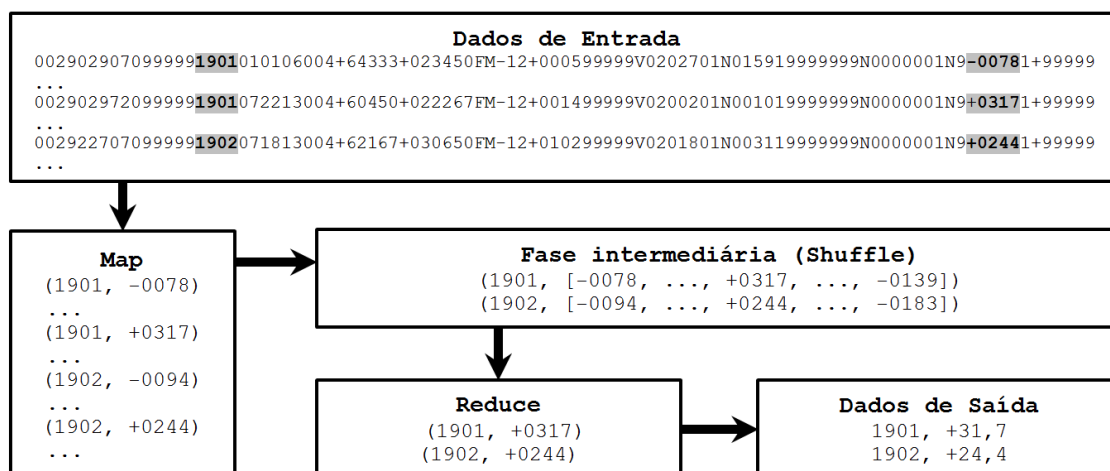 Dados de Entrada
0029029070999991901010106004+64333+023450FM-12+000599999V0202701N015919999999N0000001N9-00781+99999
...
0029029720999991901072213004+60450+022267FM-12+001499999V0200201N001019999999N0000001N9+03171+99999
...
0029227070999991902071813004+62167+030650FM-12+010299999V0201801N003119999999N0000001N9+02441+99999
...
Map
(1901, -0078)
...
(1901, +0317)
...
(1902, -0094)
...
(1902, +0244)
...
Fase intermediária (Shuffle)
(1901, [-0078, ..., +0317, ..., -0139])
(1902, [-0094, ..., +0244, ..., -0183])
Reduce
(1901, +0317)
(1902, +0244)
Dados de Saída
1901, +31,7
1902, +24,4